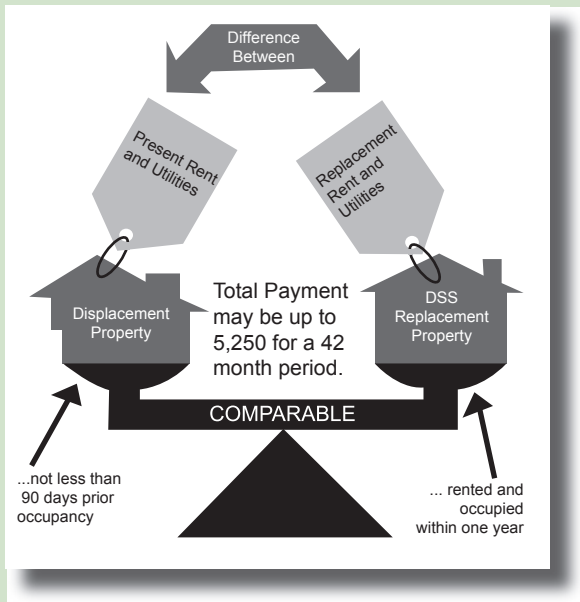 Difference
Between
Present Rent
and Utilities
Replacement
Rent and
Utilities
Displacement
Property
Total Payment
may be up to
5,250 for a 42
month period.
DSS
Replacement
Property
COMPARABLE
...not less than
90 days prior
occupancy
... rented and
occupied
within one year